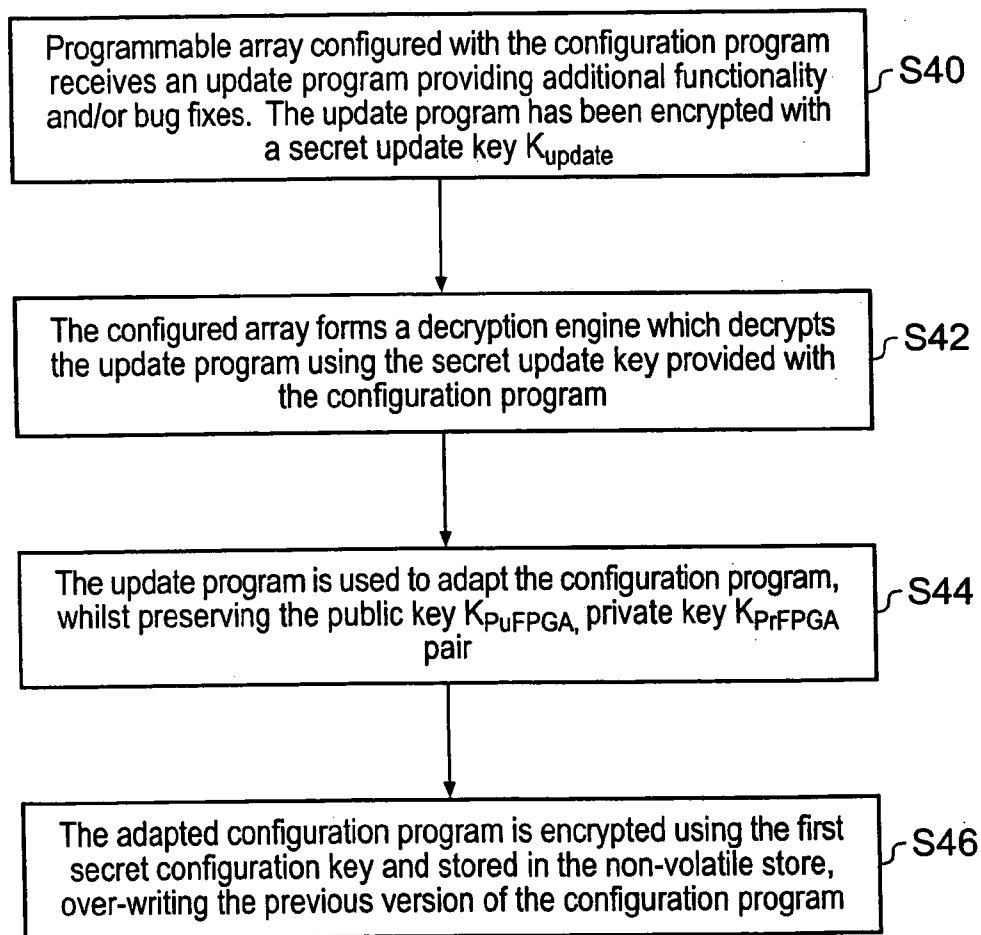 Programmable array configured with the configuration program
receives an update program providing additional functionality
and/or bug fixes. The update program has been encrypted with
a secret update key Kupdate
S40
The configured array forms a decryption engine which decrypts
the update program using the secret update key provided with
the configuration program
S42
The update program is used to adapt the configuration program,
whilst preserving the public key KPuFPGA, private key KPrFPGA
pair
S44
The adapted configuration program is encrypted using the first
secret configuration key and stored in the non-volatile store,
over-writing the previous version of the configuration program
S46